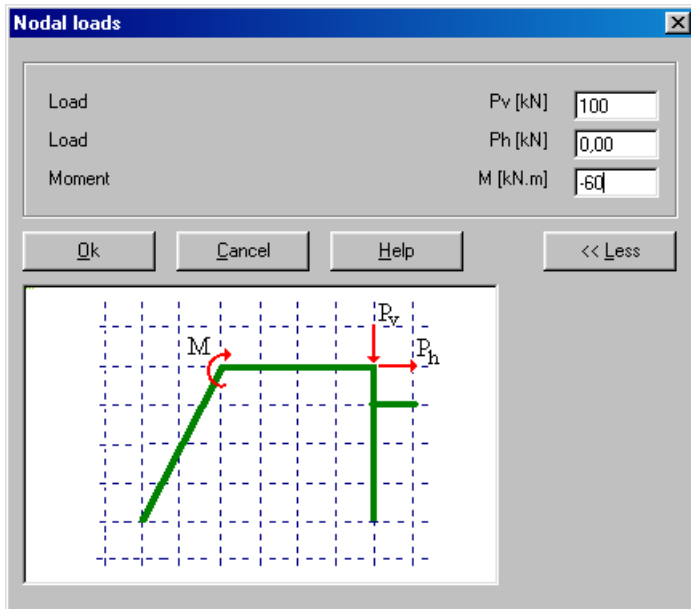 Nodal loads
Load Pv [kN] 100
Load Ph [kN] 0,00
Moment M [kN.m] -60
Ok Cancel Help << Less
Pv
M Ph